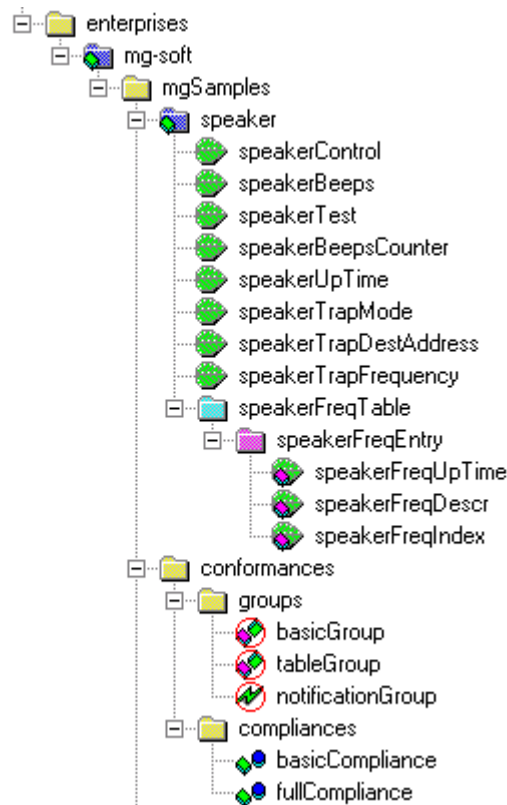 enterprises
mg-soft
mgSamples
speaker
speakerControl
speakerBeeps
speakerTest
speakerBeepsCounter
speakerUpTime
speakerTrapMode
speakerTrapDestAddress
speakerTrapFrequency
speakerFreqTable
speakerFreqEntry
speakerFreqUpTime
speakerFreqDescr
speakerFreqIndex
conformances
groups
basicGroup
tableGroup
notificationGroup
compliances
basicCompliance
fullCompliance